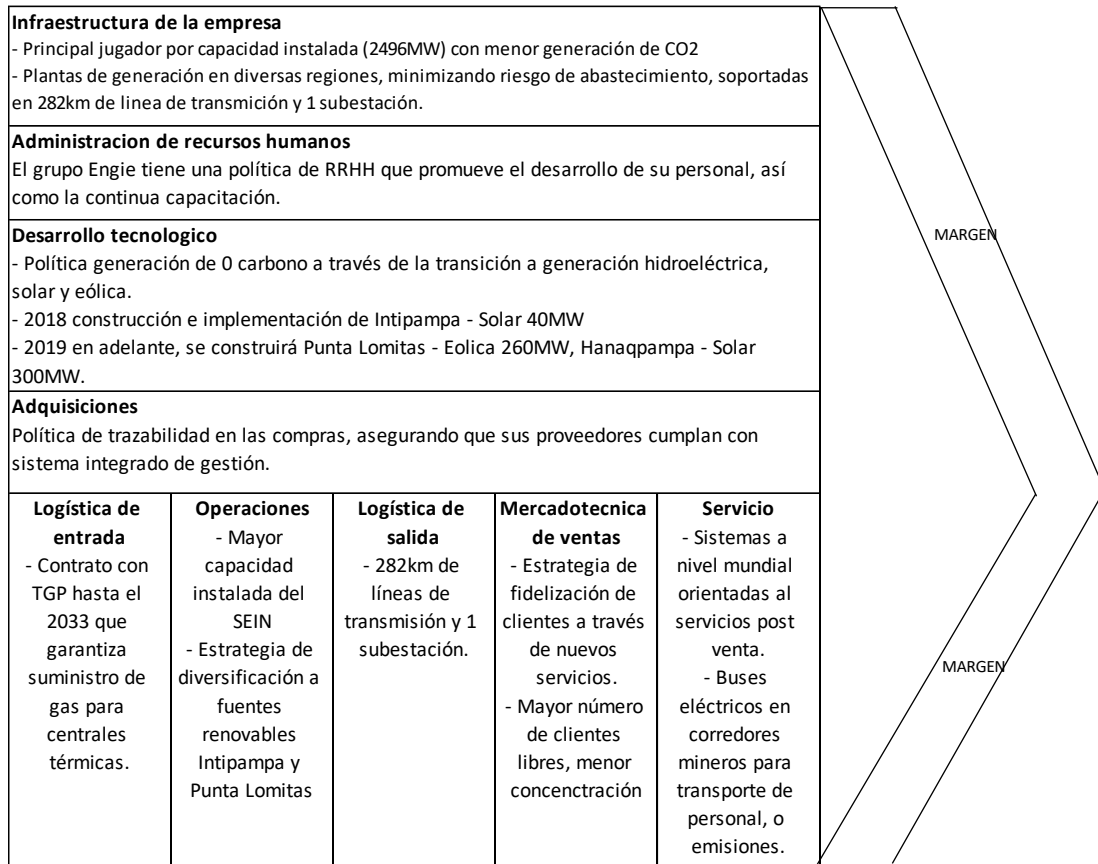 Infraestructura de la empresa
- Principal jugador por capacidad instalada (2496MW) con menor generación de CO2
- Plantas de generación en diversas regiones, minimizando riesgo de abastecimiento, soportadas
en 282km de linea de transmición y 1 subestación.
Administracion de recursos humanos
El grupo Engie tiene una política de RRHH que promueve el desarrollo de su personal, así
como la continua capacitación.
Desarrollo tecnologico
- Política generación de 0 carbono a través de la transición a generación hidroeléctrica,
solar y eólica.
- 2018 construcción e implementación de Intipampa - Solar 40MW
- 2019 en adelante, se construirá Punta Lomitas - Eolica 260MW, Hanaqpampa - Solar
300MW.
Adquisiciones
Política de trazabilidad en las compras, asegurando que sus proveedores cumplan con
sistema integrado de gestión.
Logística de
entrada
- Contrato con
TGP hasta el
2033 que
garantiza
suministro de
gas para
centrales
térmicas.
Operaciones
- Mayor
capacidad
instalada del
SEIN
- Estrategia de
diversificación a
fuentes
renovables
Intipampa y
Punta Lomitas
Logística de
salida
- 282km de
líneas de
transmisión y 1
subestación.
Mercadotecnica
de ventas
- Estrategia de
fidelización de
clientes a través
de nuevos
servicios.
- Mayor número
de clientes
libres, menor
concenctración
Servicio
- Sistemas a
nivel mundial
orientadas al
servicios post
venta.
- Buses
eléctricos en
corredores
mineros para
transporte de
personal, o
emisiones.
MARGEN
MARGEN